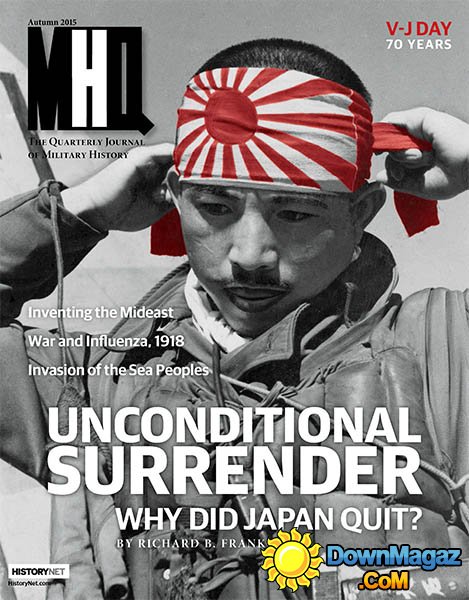 Autumn 2015
MHQ
The Quarterly Journal
of Military History
V-J DAY
70 YEARS
Inventing the Mideast
War and Influenza, 1918
Invasion of the Sea Peoples
UNCONDITIONAL
SURRENDER
WHY DID JAPAN QUIT?
BY RICHARD B. FRANK
HISTORYNET
HistoryNet.com
DownMagaz
.COM